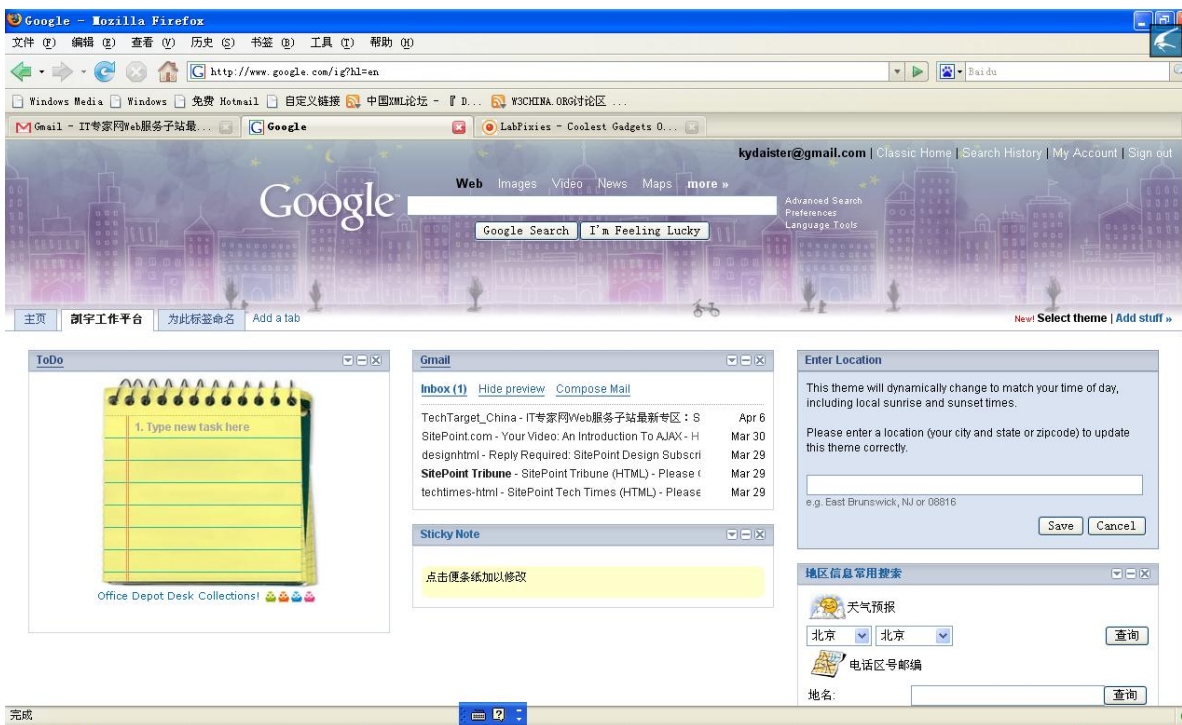 Google - Mozilla Firefox
文件 (F) 编辑 (E) 查看 (V) 历史 (S) 书签 (B) 工具 (T) 帮助 (H)
http://www.google.com/ig?hl=en Baidu
Windows Media Windows 免费 Hotmail 自定义链接 中国XML论坛 - 『 D... W3CHINA.ORG讨论区 ...
Gmail - IT专家网Web服务子站最... Google LabPixies - Coolest Gadgets O...
kydaister@gmail.com | Classic Home | Search History | My Account | Sign out
Google™
Web Images Video News Maps more »
Advanced Search
Preferences
Language Tools
Google Search I'm Feeling Lucky
主页 凯宇工作平台 为此标签命名 Add a tab
New! Select theme | Add stuff »
ToDo
1. Type new task here
Office Depot Desk Collections!
Gmail
Inbox (1) Hide preview Compose Mail
TechTarget_China - IT专家网Web服务子站最新专区：S Apr 6
SitePoint.com - Your Video: An Introduction To AJAX - H Mar 30
designhtml - Reply Required: SitePoint Design Subscri Mar 29
SitePoint Tribune - SitePoint Tribune (HTML) - Please Mar 29
techtimes-html - SitePoint Tech Times (HTML) - Please Mar 29
Sticky Note
点击便条纸加以修改
Enter Location
This theme will dynamically change to match your time of day,
including local sunrise and sunset times.
Please enter a location (your city and state or zipcode) to update
this theme correctly.
e.g. East Brunswick, NJ or 08816
Save Cancel
地区信息常用搜索
天气预报
北京 北京 查询
电话区号邮编
地名: 查询
完成